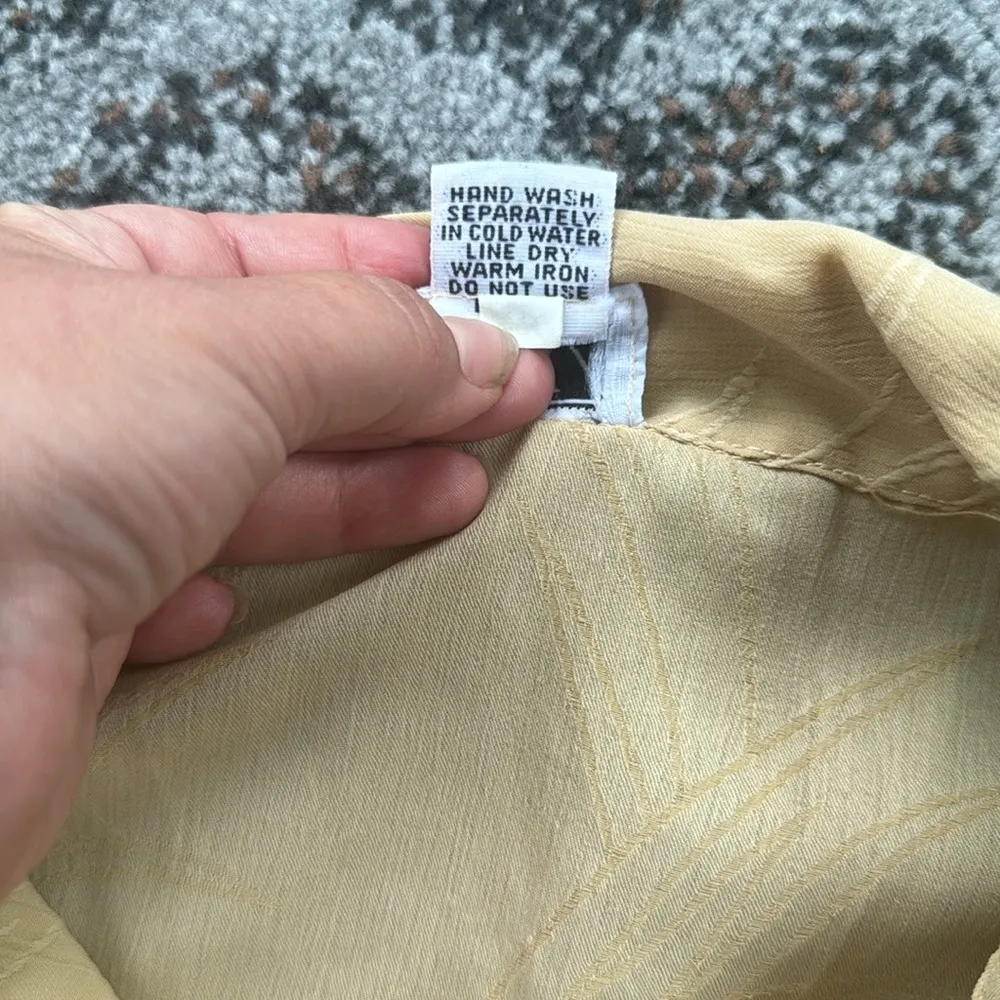 HAND WASH
SEPARATELY
IN COLD WATER
LINE DRY
WARM IRON
DO NOT USE